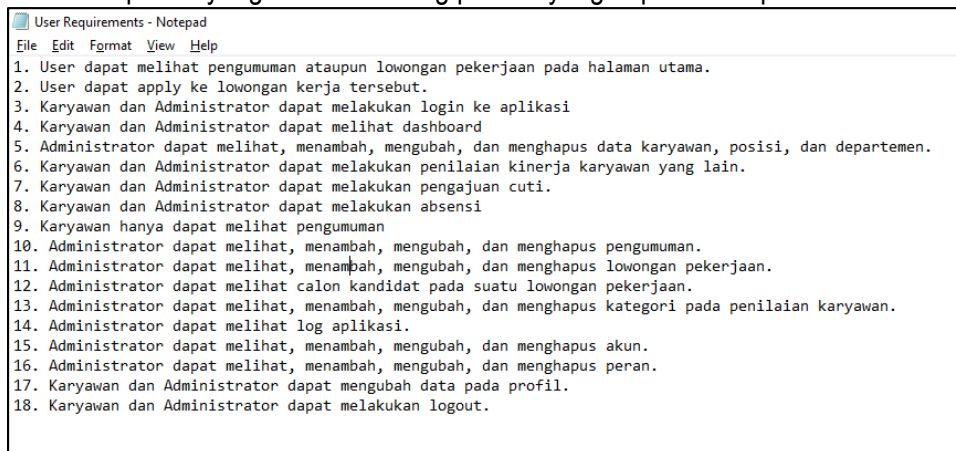 User Requirements - Notepad
File Edit Format View Help
1. User dapat melihat pengumuman ataupun lowongan pekerjaan pada halaman utama.
2. User dapat apply ke lowongan kerja tersebut.
3. Karyawan dan Administrator dapat melakukan login ke aplikasi
4. Karyawan dan Administrator dapat melihat dashboard
5. Administrator dapat melihat, menambah, mengubah, dan menghapus data karyawan, posisi, dan departemen.
6. Karyawan dan Administrator dapat melakukan penilaian kinerja karyawan yang lain.
7. Karyawan dan Administrator dapat melakukan pengajuan cuti.
8. Karyawan dan Administrator dapat melakukan absensi
9. Karyawan hanya dapat melihat pengumuman
10. Administrator dapat melihat, menambah, mengubah, dan menghapus pengumuman.
11. Administrator dapat melihat, menambah, mengubah, dan menghapus lowongan pekerjaan.
12. Administrator dapat melihat calon kandidat pada suatu lowongan pekerjaan.
13. Administrator dapat melihat, menambah, mengubah, dan menghapus kategori pada penilaian karyawan.
14. Administrator dapat melihat log aplikasi.
15. Administrator dapat melihat, menambah, mengubah, dan menghapus akun.
16. Administrator dapat melihat, menambah, mengubah, dan menghapus peran.
17. Karyawan dan Administrator dapat mengubah data pada profil.
18. Karyawan dan Administrator dapat melakukan logout.